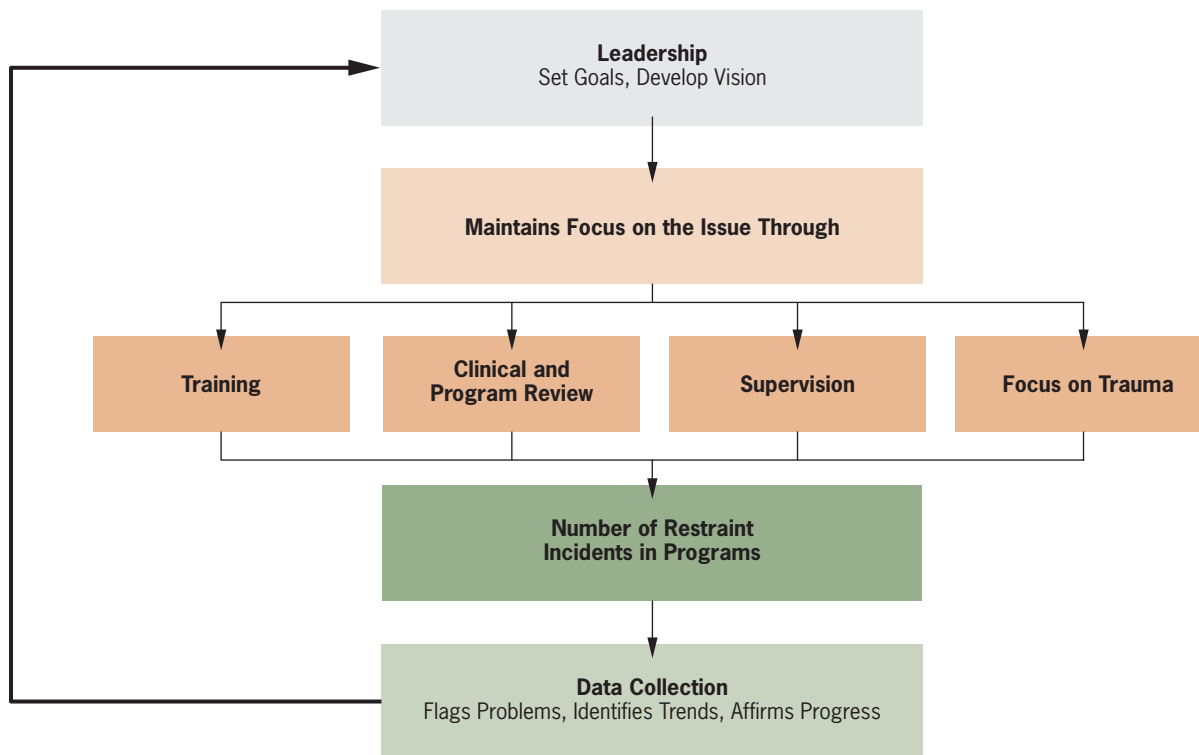 Leadership
Set Goals, Develop Vision
Maintains Focus on the Issue Through
Training
Clinical and
Program Review
Supervision
Focus on Trauma
Number of Restraint
Incidents in Programs
Data Collection
Flags Problems, Identifies Trends, Affirms Progress